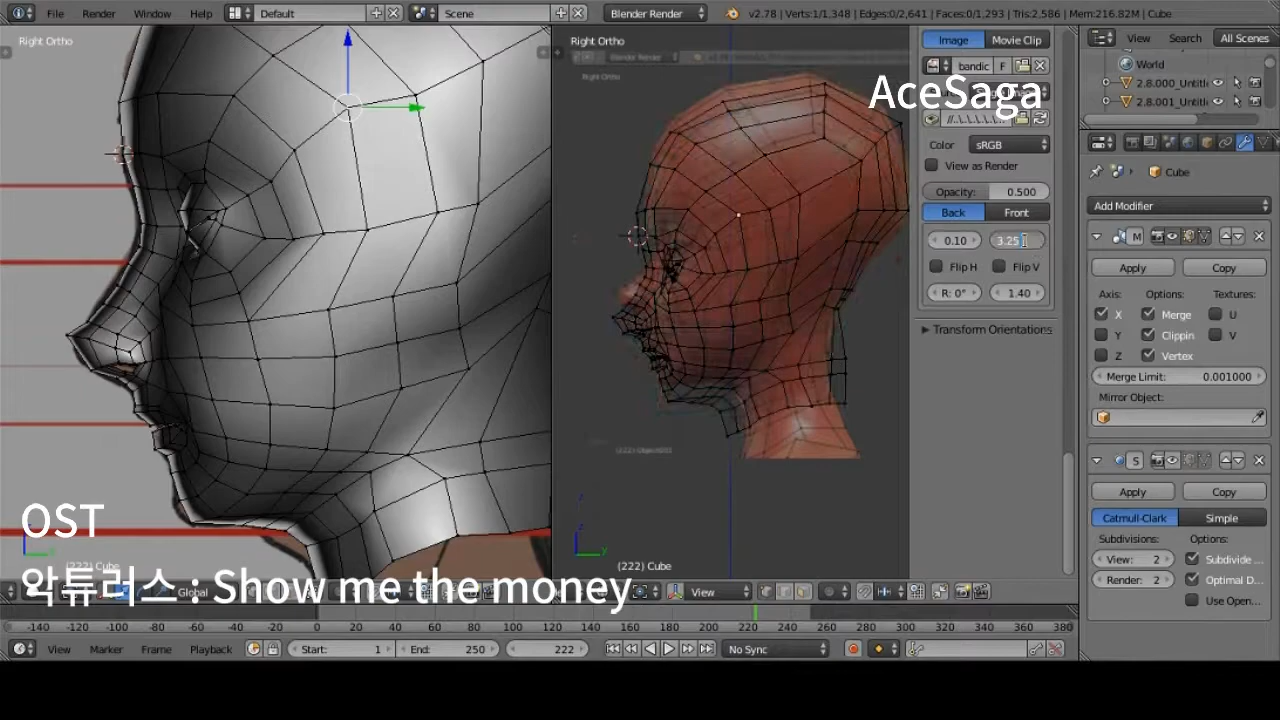 File Render Window Help Default Scene Blender Render v2.78 | Verts:1/1,348 | Edges:0/2,641 | Faces:0/1,293 | Tris:2,586 | Mem:216.82M | Cube
Right Ortho
Right Ortho
Right Ortho
Image Movie Clip
bandic F
AceSaga
Color sRGB
View as Render
Opacity: 0.500
Back Front
0.10 3.25
Flip H Flip V
R: 0° 1.40
Transform Orientations
View Search All Scenes
World
2.8.000_Untitl
2.8.001_Untitl
Cube
Add Modifier
M
Apply Copy
Axis: Options: Textures:
X Merge U
Y Clippin V
Z Vertex
Merge Limit: 0.001000
Mirror Object:
S
Apply Copy
Catmull-Clark Simple
Subdivisions: Options:
View: 2 Subdivide ...
Render: 2 Optimal D...
Use Open...
OST
(222) Cube
악튜러스 : Show me the money
(222) Cube
Global
View
-140 -120 -100 -80 -60 -40 -20 0 20 40 60 80 100 120 140 160 180 200 220 240 260 280 300 320 340 360 380
View Marker Frame Playback Start: 1 End: 250 222 No Sync